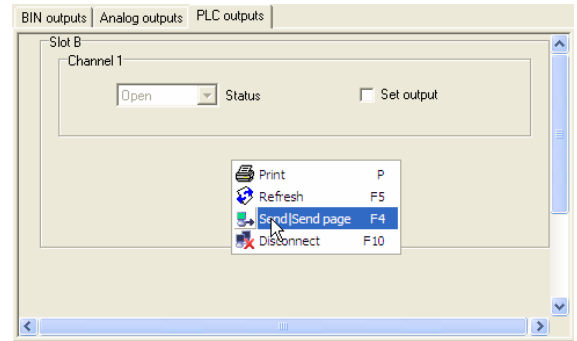 BIN outputs Analog outputs PLC outputs
Slot B
Channel 1
Open Status Set output
Print P
Refresh F5
Send|Send page F4
Disconnect F10